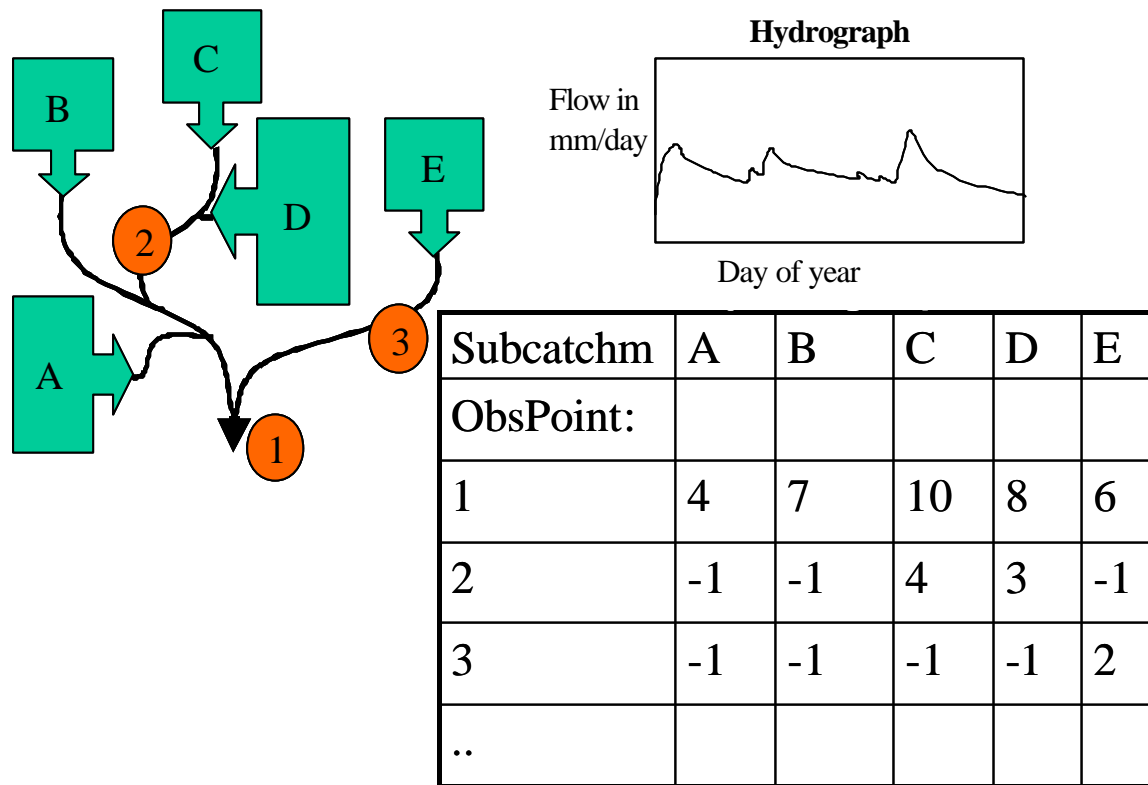 C
B
D
E
2
A
3
1
Hydrograph
Flow in
mm/day
Day of year
Subcatchm A B C D E
ObsPoint:
1 4 7 10 8 6
2 -1 -1 4 3 -1
3 -1 -1 -1 -1 2
..